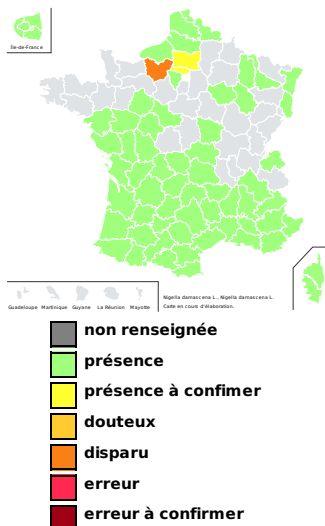 Île-de-France
Guadeloupe Martinique Guyane La Réunion Mayotte
Nigella damascena L., Nigella damascena L.
Carte en cours d'élaboration.
non renseignée
présence
présence à confimer
douteux
disparu
erreur
erreur à confirmer